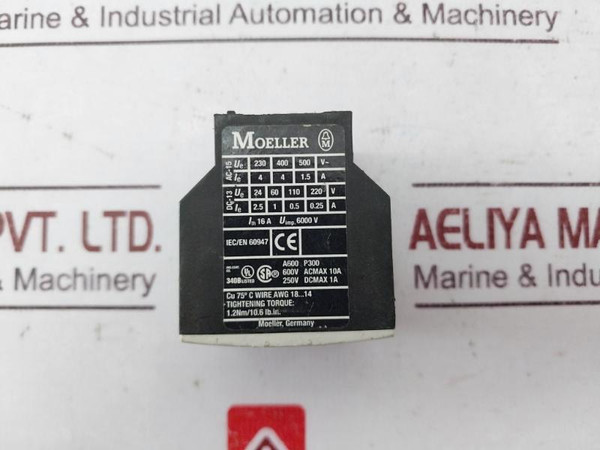 Marine & Industrial Automation & Machinery
PVT. LTD.
& Machinery
AELIYA MA
Marine & Indu
MOELLER
AC-15 Ue 230 400 500 V~
Ie 4 4 1.5 A
DC-13 Ue 24 60 110 220 V
Ie 2.5 1 0.5 0.25 A
Ith 16 A Uimp 6000 V
IEC/EN 60947 CE
A600 P300
600V ACMAX 10A
340B LISTED 250V DCMAX 1A
Cu 75° C WIRE AWG 18...14
TIGHTENING TORQUE:
1.2Nm/10.6 lb.in.
Moeller, Germany